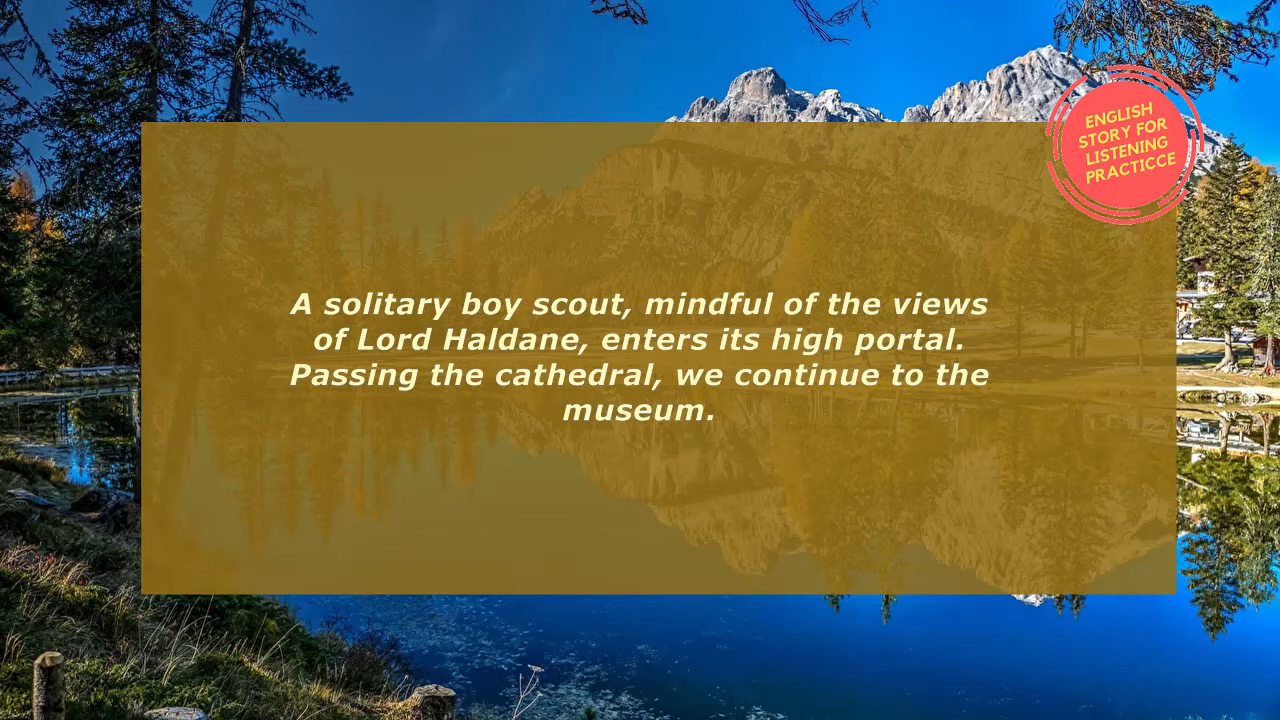 ENGLISH
STORY FOR
LISTENING
PRACTICCE
A solitary boy scout, mindful of the views
of Lord Haldane, enters its high portal.
Passing the cathedral, we continue to the
museum.